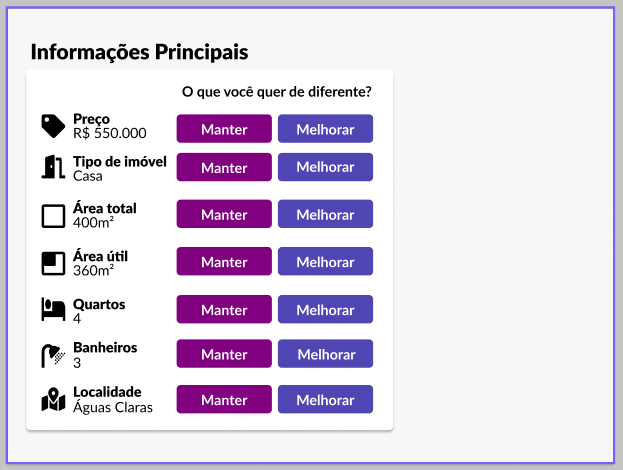 Informações Principais
O que você quer de diferente?
Preço
R$ 550.000
Manter
Melhorar
Tipo de imóvel
Casa
Manter
Melhorar
Área total
400m²
Manter
Melhorar
Área útil
360m²
Manter
Melhorar
Quartos
4
Manter
Melhorar
Banheiros
3
Manter
Melhorar
Localidade
Águas Claras
Manter
Melhorar